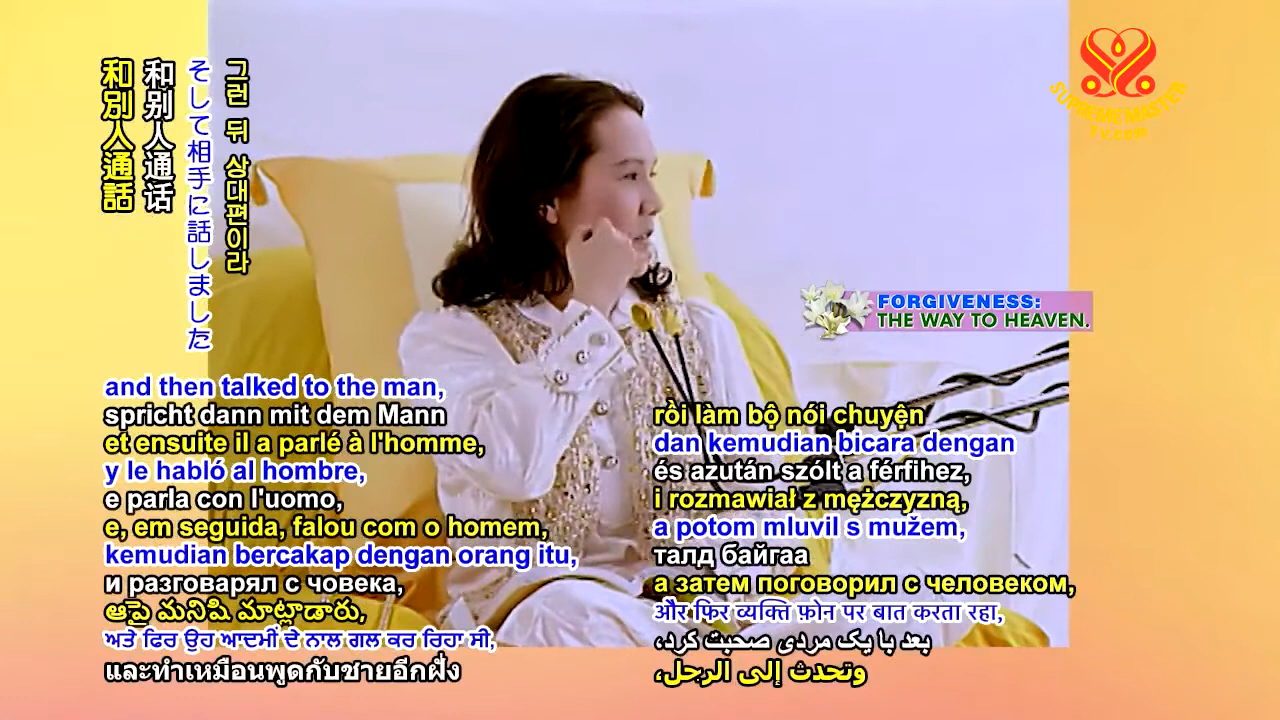 和別人通話
和别人通话
そして相手に話しました
그런 뒤 상대편이라
SUPREME MASTER
TV.com
FORGIVENESS:
THE WAY TO HEAVEN.
and then talked to the man,
spricht dann mit dem Mann
et ensuite il a parlé à l'homme,
y le habló al hombre,
e parla con l'uomo,
e, em seguida, falou com o homem,
kemudian bercakap dengan orang itu,
и разговарял с човека,
ఆపై మనిషి మాట్లాడారు,
ਅਤੇ ਫਿਰ ਉਹ ਆਦਮੀਂ ਦੇ ਨਾਲ ਗਲ ਕਰ ਰਿਹਾ ਸੀ,
และทำเหมือนพูดกับชายอีกฝั่ง
rồi làm bộ nói chuyện
dan kemudian bicara dengan
és azután szólt a férfihez,
i rozmawiał z mężczyzną,
a potom mluvil s mužem,
талд байгаа
а затем поговорил с человеком,
और फिर व्यक्ति फ़ोन पर बात करता रहा,
بعد با یک مردی صحبت کرد،
وتحدث إلى الرجل،